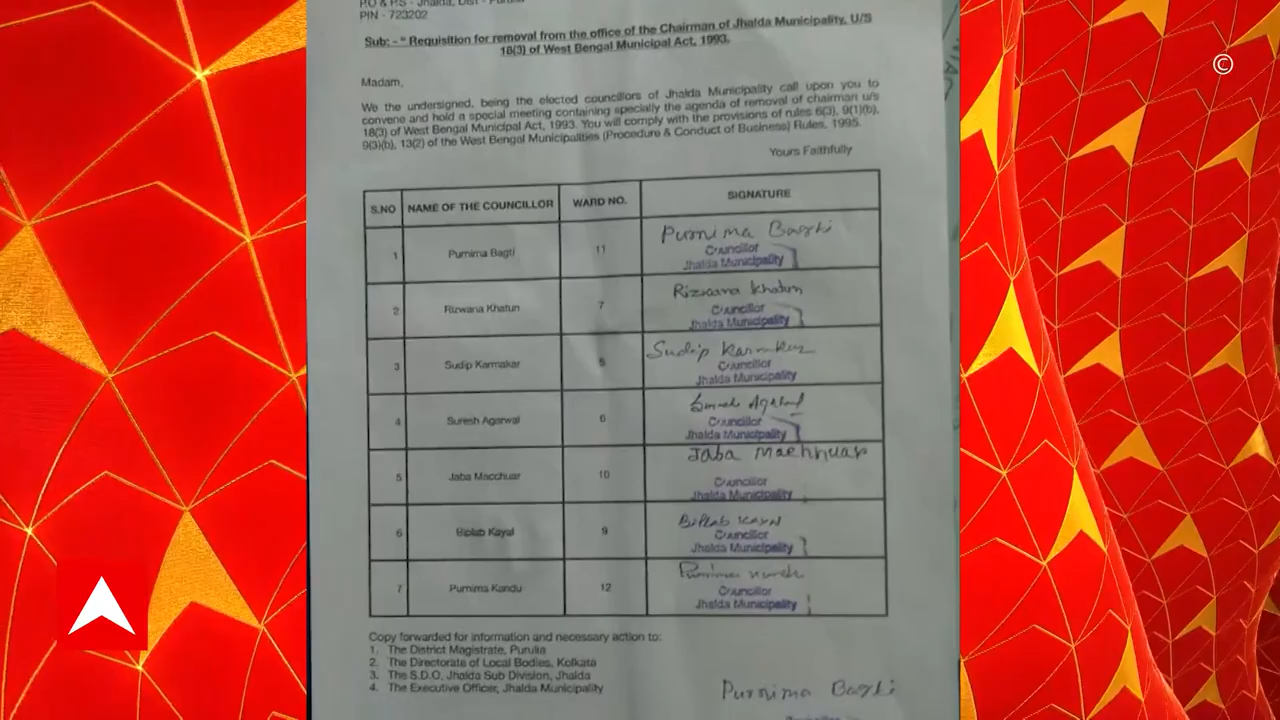 P.O & P.S - Jhalda, Dist - Purulia
PIN - 723202
Sub: - " Requisition for removal from the office of the Chairman of Jhalda Municipality, U/S
18(3) of West Bengal Municipal Act, 1993.
Madam,
We the undersigned, being the elected councillors of Jhalda Municipality call upon you to
convene and hold a special meeting containing specially the agenda of removal of chairman u/s
18(3) of West Bengal Municipal Act, 1993. You will comply with the provisions of rules 6(3), 9(1)(b),
9(3)(b), 13(2) of the West Bengal Municipalities (Procedure & Conduct of Business) Rules, 1995.
Yours Faithfully
S.NO NAME OF THE COUNCILLOR WARD NO. SIGNATURE
1 Purnima Bagti 11 Purnima Bagti
Councillor
Jhalda Municipality
2 Rizwana Khatun 7 Rizwana Khatun
Councillor
Jhalda Municipality
3 Sudip Karmakar 5 Sudip Karmakar
Councillor
Jhalda Municipality
4 Suresh Agarwal 6 Suresh Agarwal
Councillor
Jhalda Municipality
5 Jaba Macchuar 10 Jaba Machhuar
Councillor
Jhalda Municipality
6 Biplab Kayal 9 Biplab Kayal
Councillor
Jhalda Municipality
7 Purnima Kandu 12 Purnima
Councillor
Jhalda Municipality
Copy forwarded for information and necessary action to:
1. The District Magistrate, Purulia
2. The Directorate of Local Bodies, Kolkata
3. The S.D.O, Jhalda Sub Division, Jhalda
4. The Executive Officer, Jhalda Municipality
Purnima Bagti
©